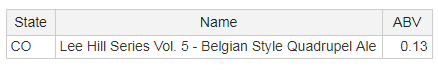 State Name ABV
CO Lee Hill Series Vol. 5 - Belgian Style Quadrupel Ale 0.13